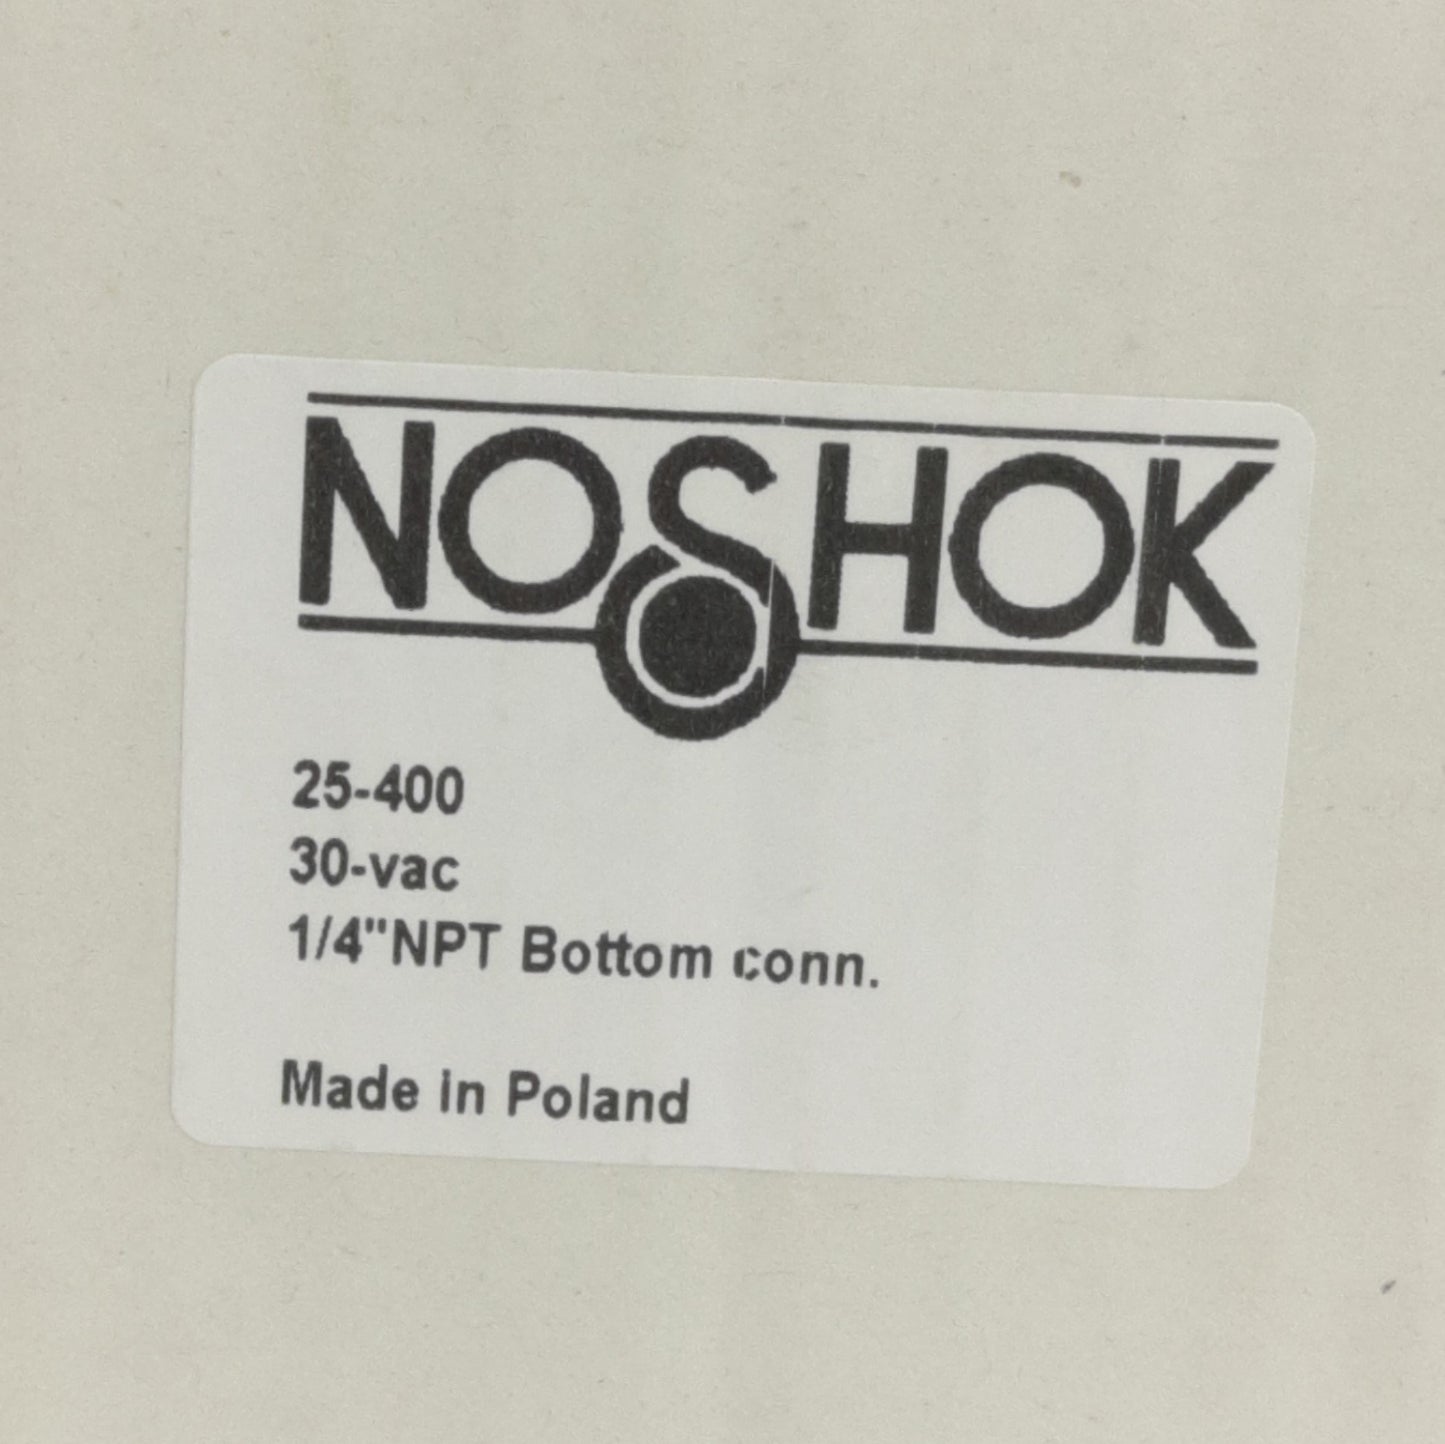 NOSHOK
25-400
30-vac
1/4"NPT Bottom conn.
Made in Poland